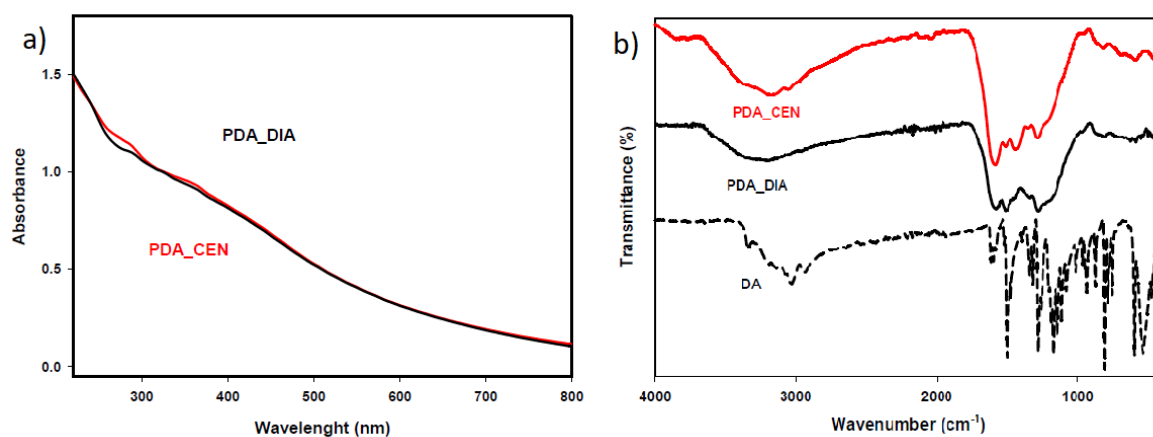 a)
1.5
1.0
0.5
0.0
Absorbance
PDA_DIA
PDA_CEN
300 400 500 600 700 800
Wavelenght (nm)
b)
Transmittance (%)
PDA_CEN
PDA_DIA
DA
4000 3000 2000 1000
Wavenumber (cm-1)